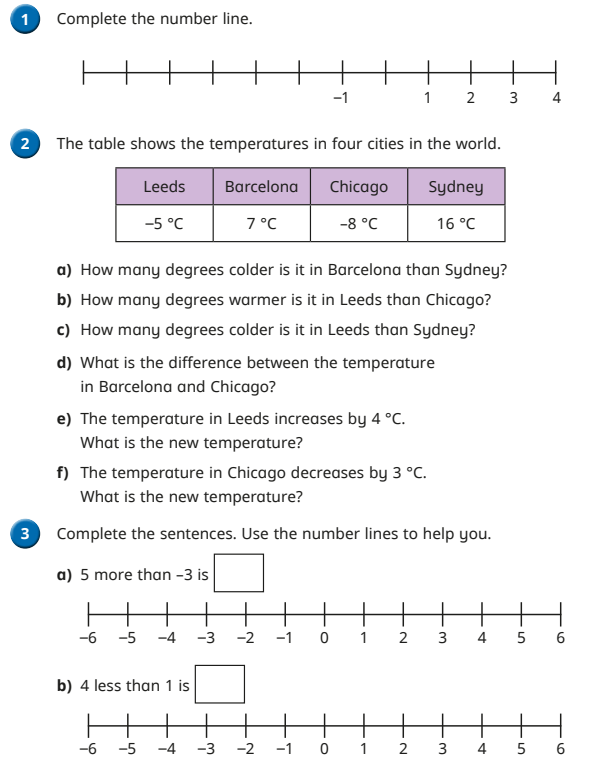 1 Complete the number line.
–1 1 2 3 4
2 The table shows the temperatures in four cities in the world.
Leeds Barcelona Chicago Sydney
–5 °C 7 °C –8 °C 16 °C
a) How many degrees colder is it in Barcelona than Sydney?
b) How many degrees warmer is it in Leeds than Chicago?
c) How many degrees colder is it in Leeds than Sydney?
d) What is the difference between the temperature
in Barcelona and Chicago?
e) The temperature in Leeds increases by 4 °C.
What is the new temperature?
f) The temperature in Chicago decreases by 3 °C.
What is the new temperature?
3 Complete the sentences. Use the number lines to help you.
a) 5 more than –3 is
–6 –5 –4 –3 –2 –1 0 1 2 3 4 5 6
b) 4 less than 1 is
–6 –5 –4 –3 –2 –1 0 1 2 3 4 5 6